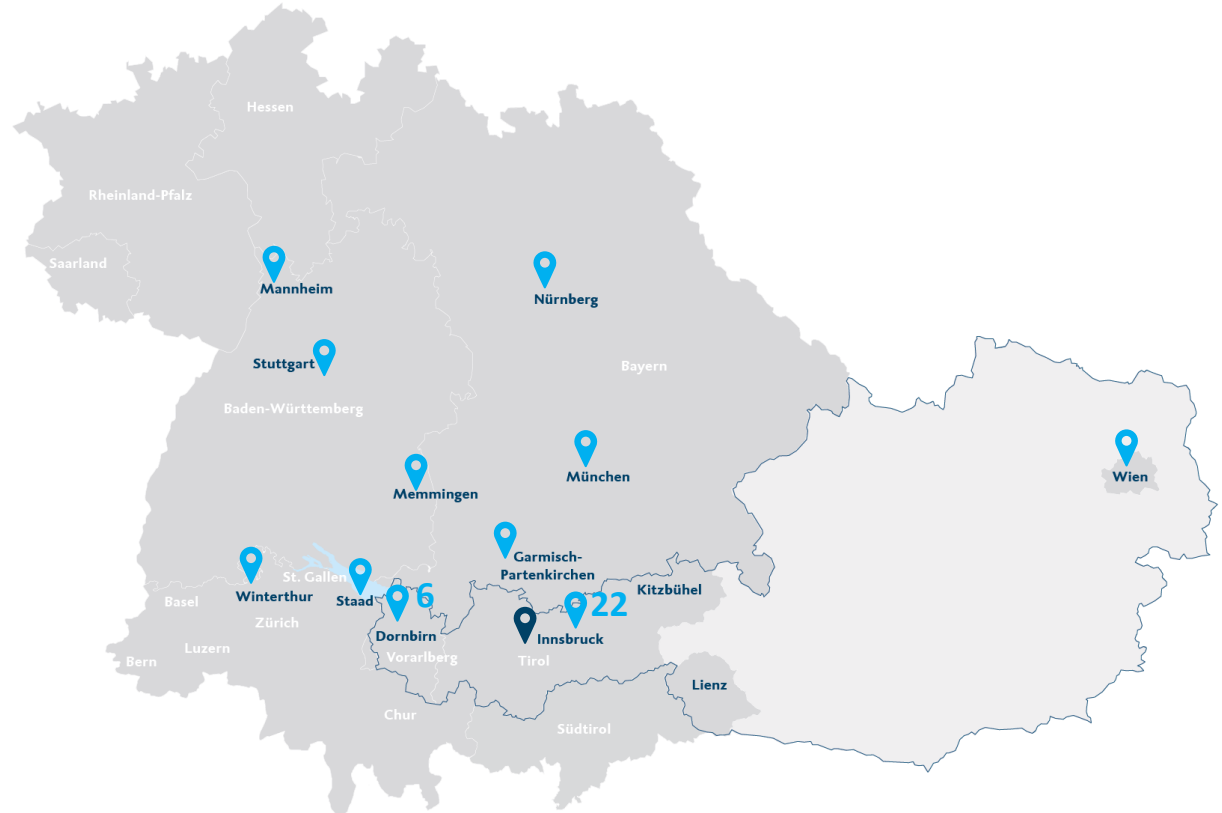 Hessen
Rheinland-Pfalz
Saarland
Mannheim
Nürnberg
Stuttgart
Bayern
Baden-Württemberg
München
Wien
Memmingen
Garmisch-
Partenkirchen
St. Gallen
Kitzbühel
Winterthur
Staad
6
22
Basel
Zürich
Dornbirn
Innsbruck
Luzern
Bern
Vorarlberg
Tirol
Lienz
Chur
Südtirol